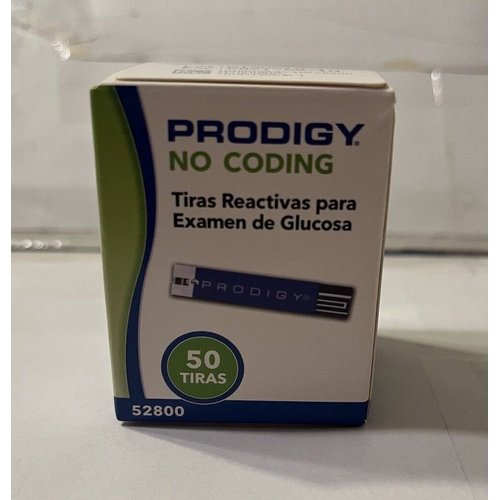 PRODIGY®
NO CODING
Tiras Reactivas para
Examen de Glucosa
PRODIGY®
50
TIRAS
52800